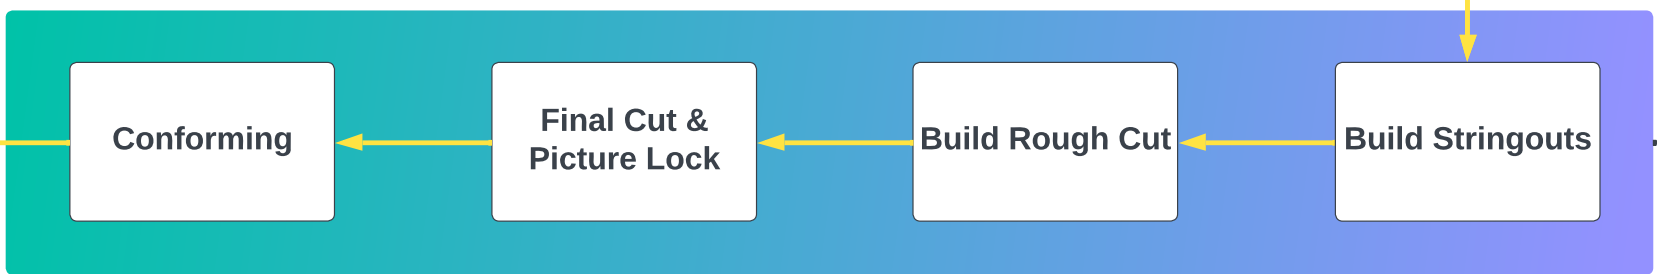 Conforming
Final Cut &
Picture Lock
Build Rough Cut
Build Stringouts